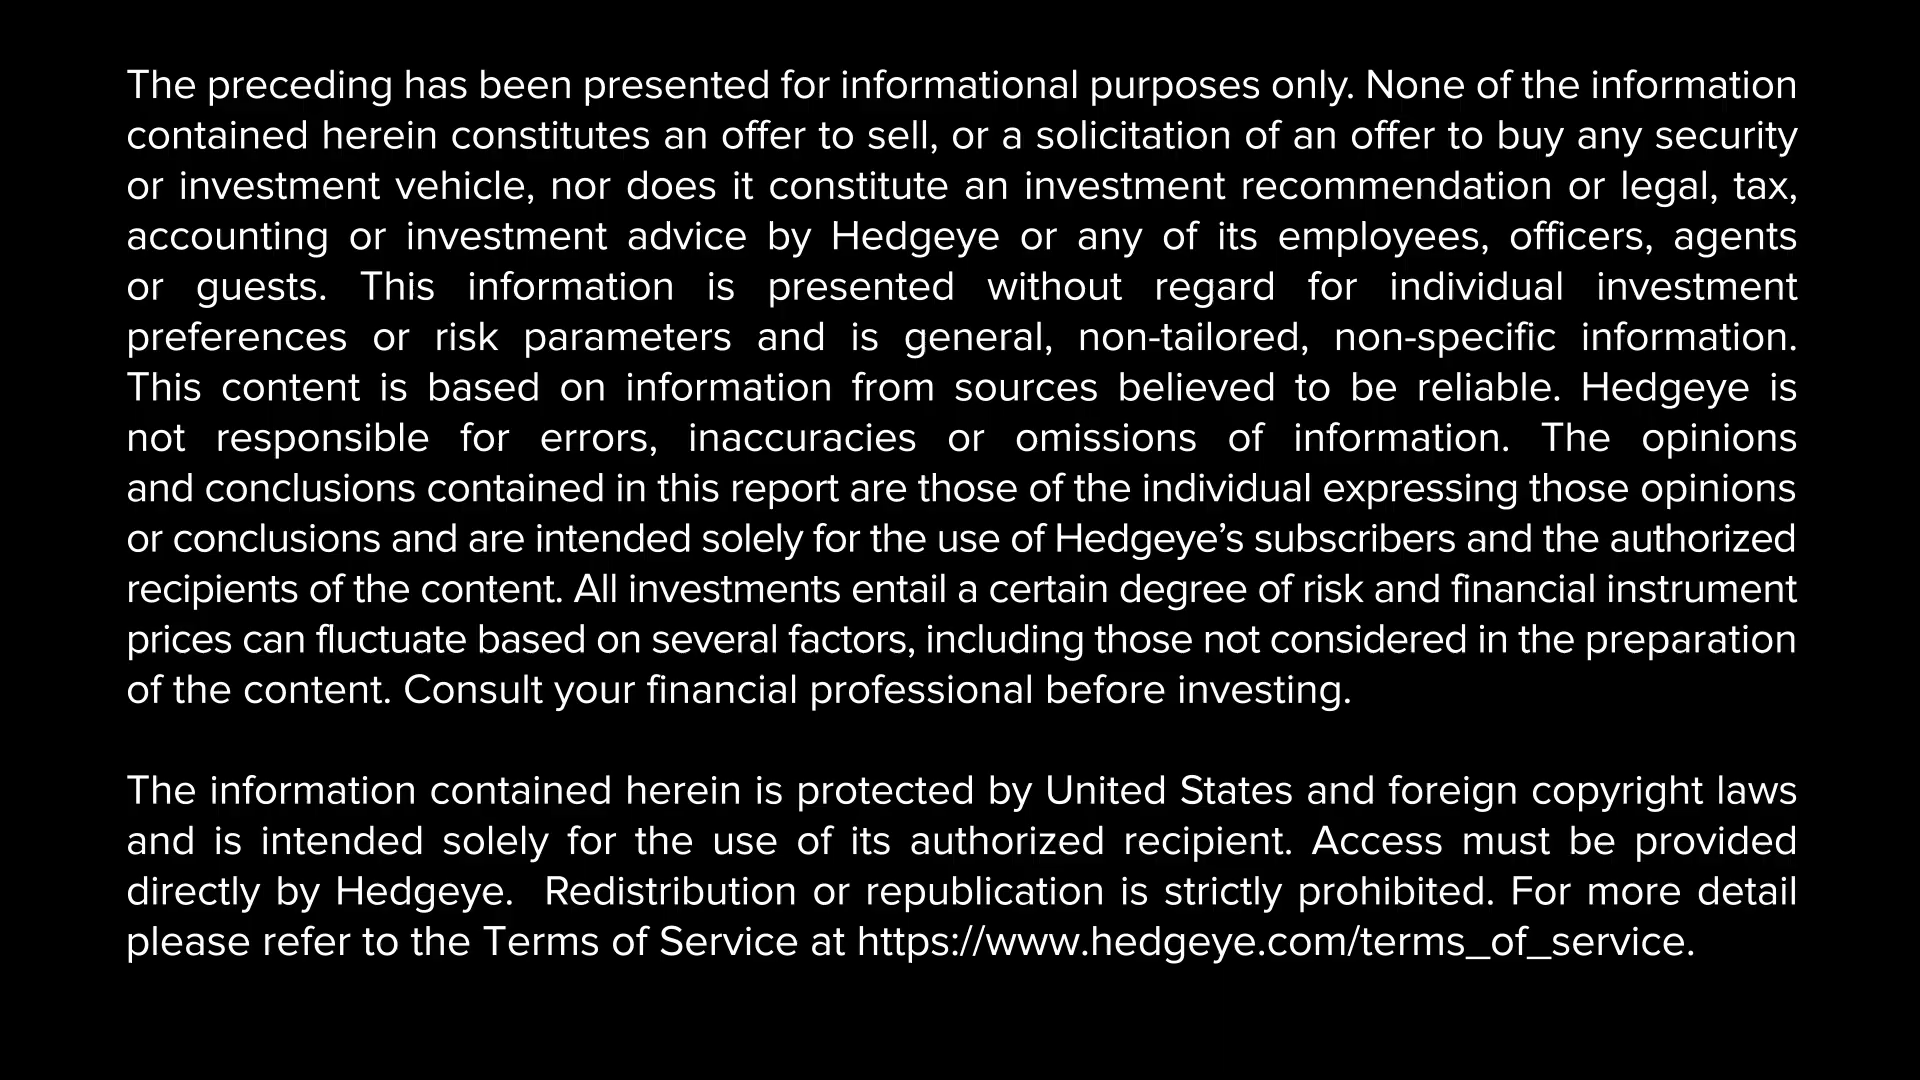 The preceding has been presented for informational purposes only. None of the information
contained herein constitutes an offer to sell, or a solicitation of an offer to buy any security
or investment vehicle, nor does it constitute an investment recommendation or legal, tax,
accounting or investment advice by Hedgeye or any of its employees, officers, agents
or guests. This information is presented without regard for individual investment
preferences or risk parameters and is general, non-tailored, non-specific information.
This content is based on information from sources believed to be reliable. Hedgeye is
not responsible for errors, inaccuracies or omissions of information. The opinions
and conclusions contained in this report are those of the individual expressing those opinions
or conclusions and are intended solely for the use of Hedgeye’s subscribers and the authorized
recipients of the content. All investments entail a certain degree of risk and financial instrument
prices can fluctuate based on several factors, including those not considered in the preparation
of the content. Consult your financial professional before investing.

The information contained herein is protected by United States and foreign copyright laws
and is intended solely for the use of its authorized recipient. Access must be provided
directly by Hedgeye.  Redistribution or republication is strictly prohibited. For more detail
please refer to the Terms of Service at https://www.hedgeye.com/terms_of_service.